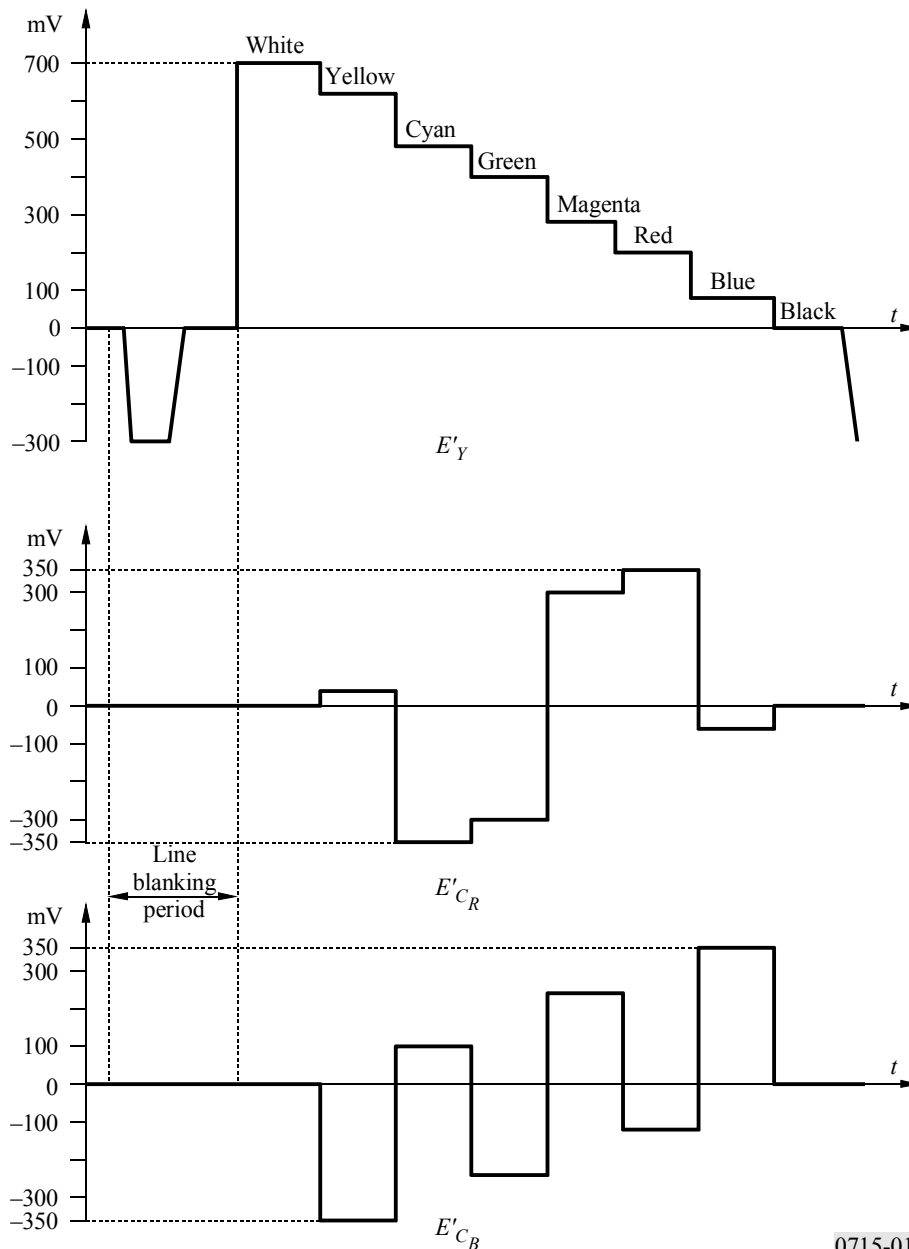 mV
700
500
300
100
0
–100
–300
White
Yellow
Cyan
Green
Magenta
Red
Blue
Black
t
E'Y
mV
350
300
100
0
–100
–300
–350
t
Line
blanking
period
E'CR
mV
350
300
100
0
–100
–300
–350
t
E'CB
0715-01